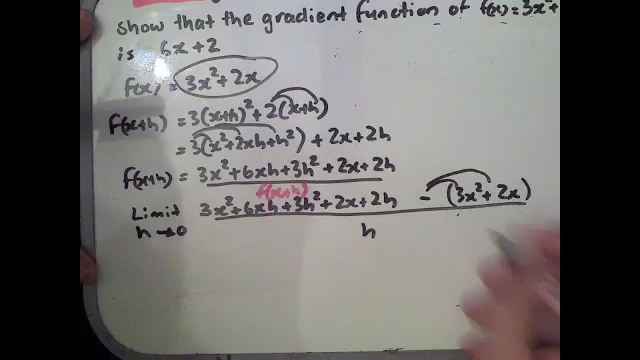 show that the gradient function of f(x)=3x²+
is 6x+2
f(x) = 3x²+2x
f(x+h) = 3(x+h)²+2(x+h)
= 3(x²+2xh+h²) + 2x+2h
f(x+h) = 3x²+6xh+3h²+2x+2h
f(x+h)
Limit 3x²+6xh+3h²+2x+2h - (3x²+2x)
h→0 h